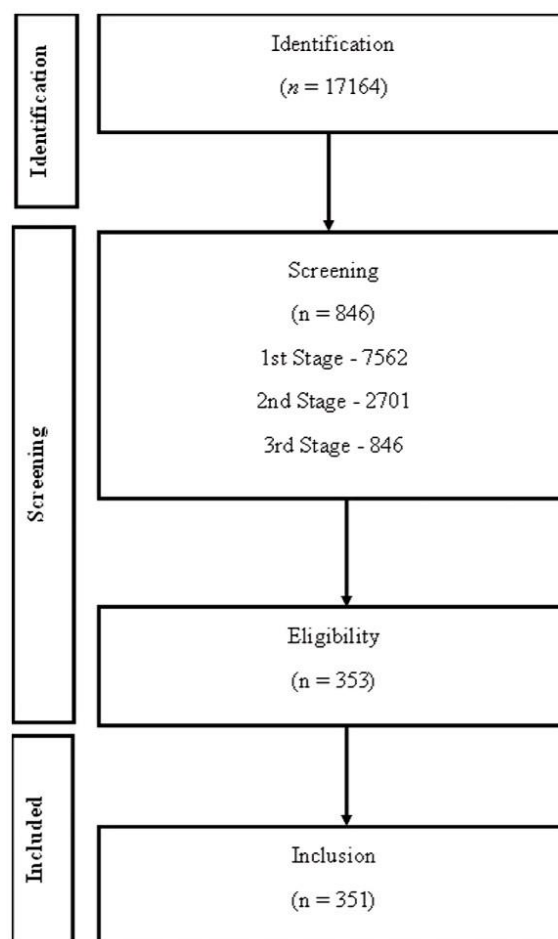 Identification
Identification
(n = 17164)
Screening
Screening
(n = 846)
1st Stage - 7562
2nd Stage - 2701
3rd Stage - 846
Eligibility
(n = 353)
Included
Inclusion
(n = 351)